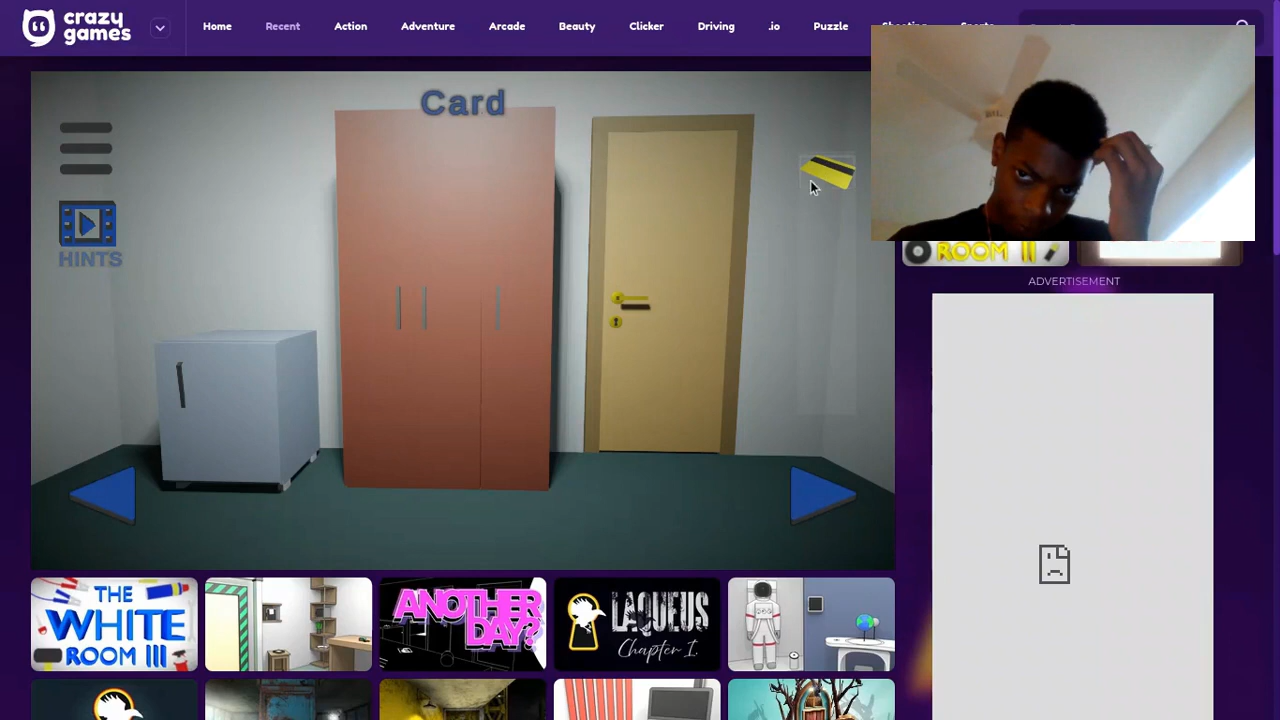 crazy games
Home
Recent
Action
Adventure
Arcade
Beauty
Clicker
Driving
.io
Puzzle
Card
HINTS
ROOM II
ADVERTISEMENT
THE
WHITE
ROOM III
ANOTHER
DAY?
LAQUEUS
Chapter I.